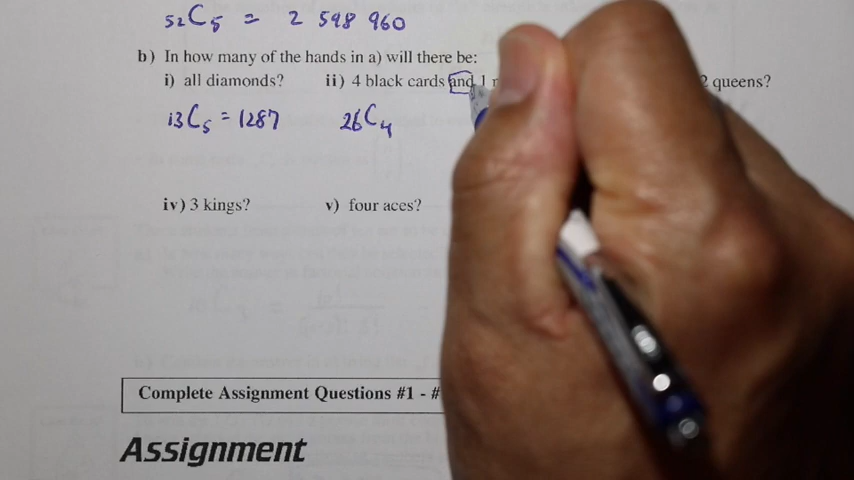 52C5 = 2 598 960
b) In how many of the hands in a) will there be:
i) all diamonds? ii) 4 black cards and 1 2 queens?
13C5 = 1287 26C4
iv) 3 kings? v) four aces?
Complete Assignment Questions #1 - #
Assignment